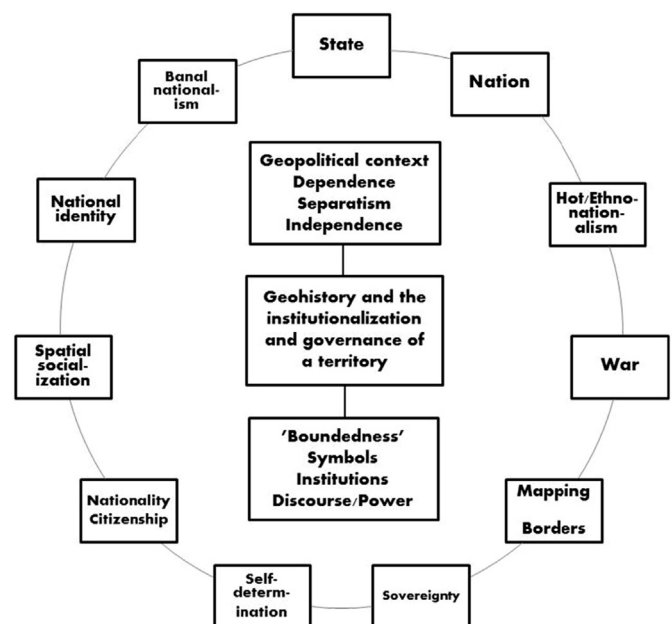 State
Nation
Banal
national-
ism
Geopolitical context
Dependence
Separatism
Independence
National
identity
Hot/Ethno-
nation-
alism
Geohistory and the
institutionalization
and governance of
a territory
Spatial
social-
ization
War
'Boundedness'
Symbols
Institutions
Discourse/Power
Nationality
Citizenship
Mapping
Borders
Self-
determ-
ination
Sovereignty